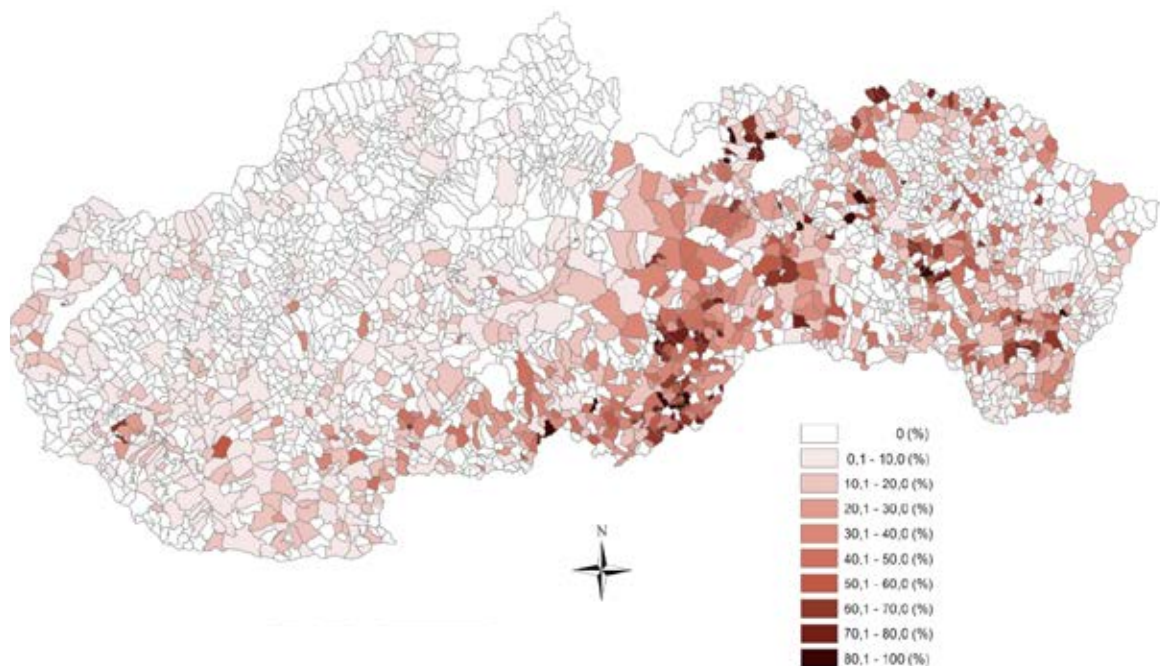 N
0 (%)
0,1 - 10,0 (%)
10,1 - 20,0 (%)
20,1 - 30,0 (%)
30,1 - 40,0 (%)
40,1 - 50,0 (%)
50,1 - 60,0 (%)
60,1 - 70,0 (%)
70,1 - 80,0 (%)
80,1 - 100 (%)